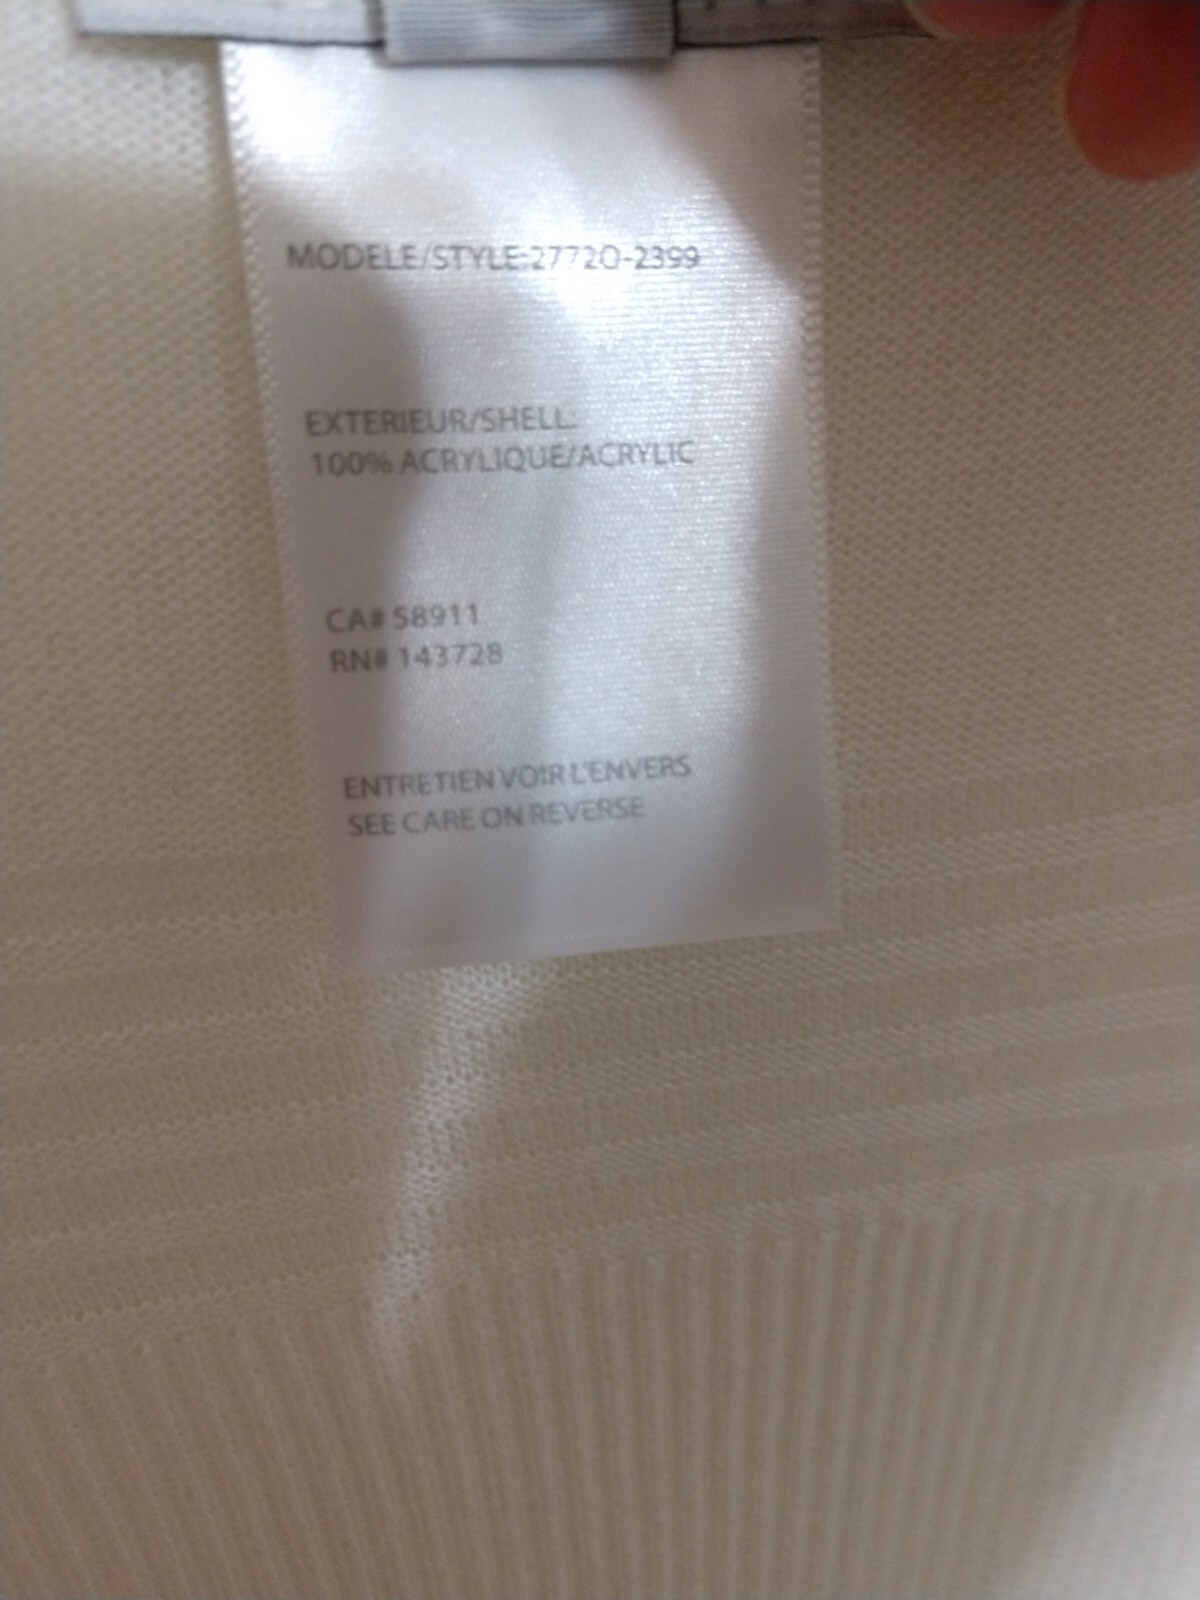 MODELE/STYLE:2772O-2399
EXTERIEUR/SHELL:
100% ACRYLIQUE/ACRYLIC
CA# 58911
RN# 143728
ENTRETIEN VOIR L'ENVERS
SEE CARE ON REVERSE